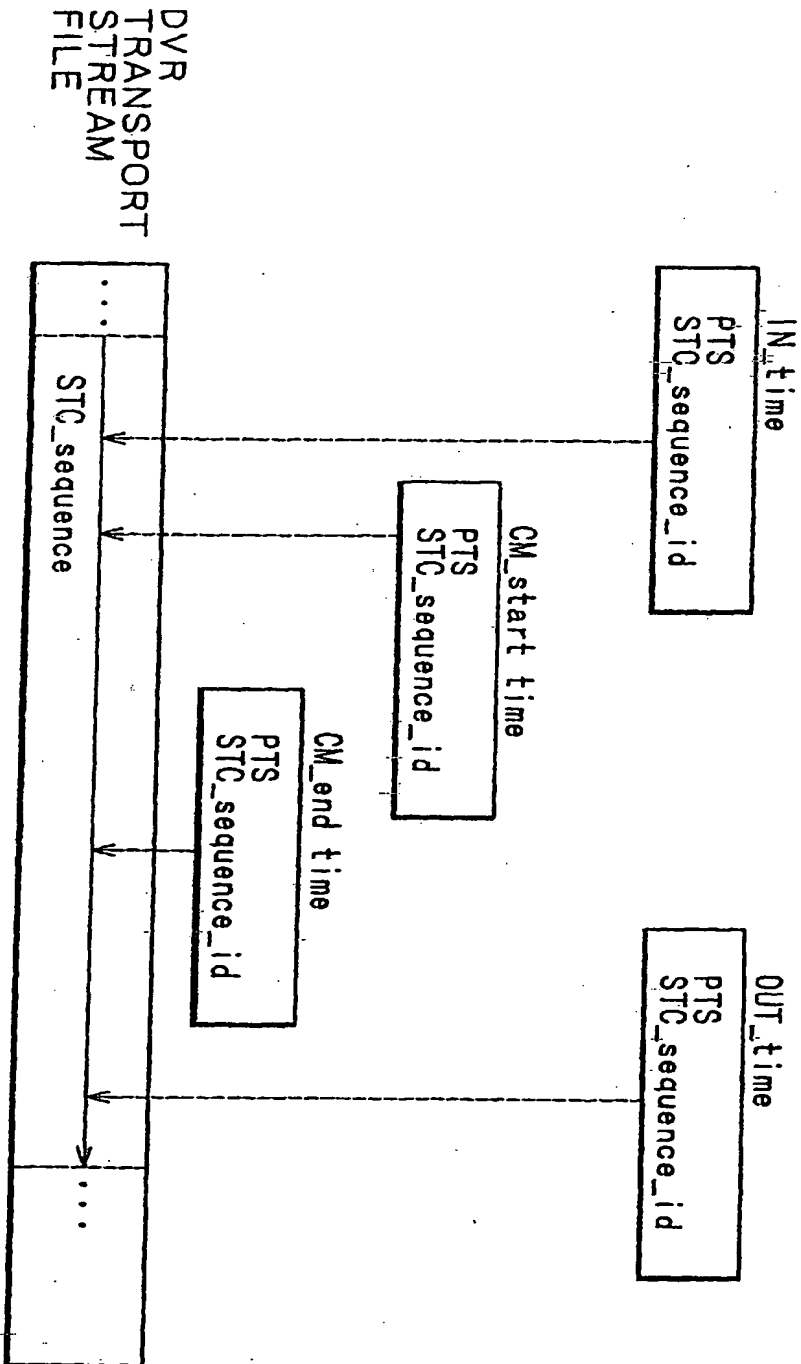 IN_time
PTS
STC_sequence_id
OUT_time
PTS
STC_sequence_id
CM_start time
PTS
STC_sequence_id
CM_end time
PTS
STC_sequence_id
DVR
TRANSPORT
STREAM
FILE
...
STC_sequence
...